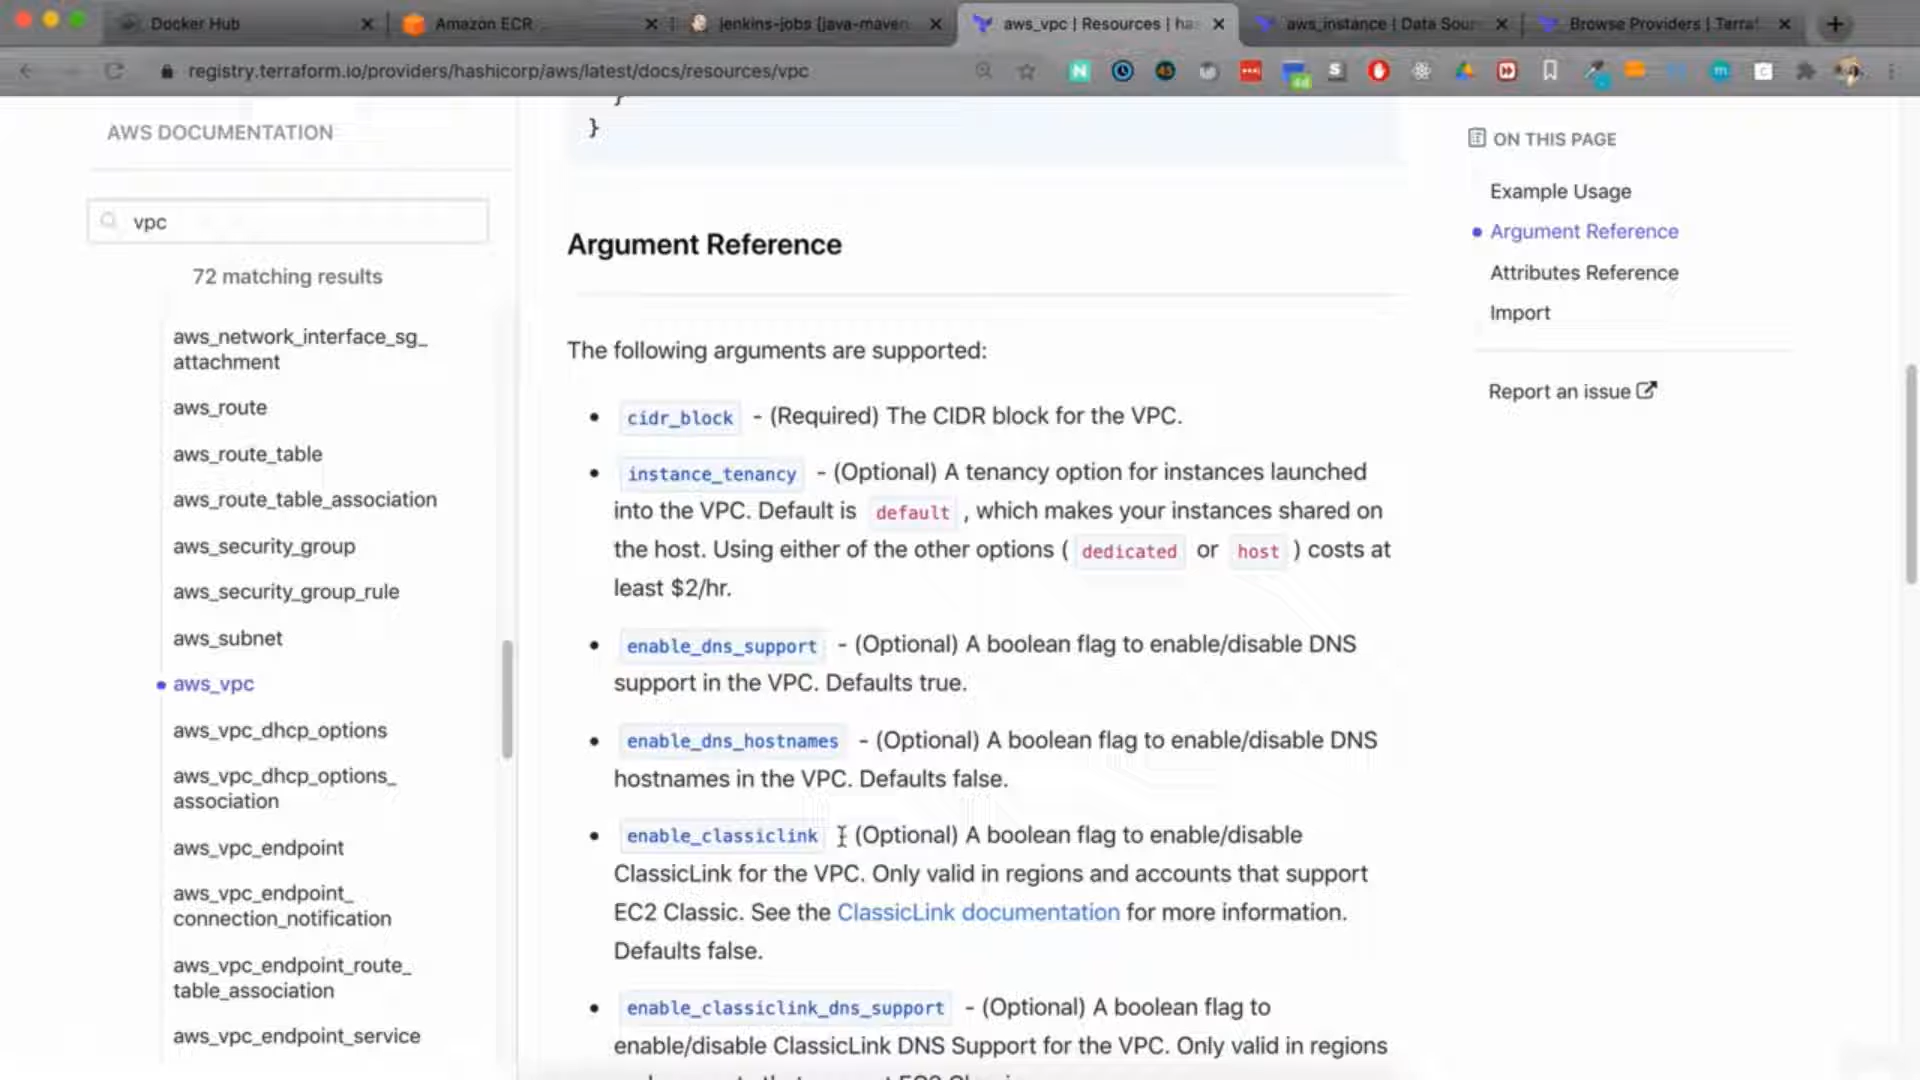 Docker Hub
Amazon ECR
jenkins-jobs [java-maven
aws_vpc | Resources | has
aws_instance | Data Sour
Browse Providers | Terraf
registry.terraform.io/providers/hashicorp/aws/latest/docs/resources/vpc
AWS DOCUMENTATION
vpc
72 matching results
aws_network_interface_sg_
attachment
aws_route
aws_route_table
aws_route_table_association
aws_security_group
aws_security_group_rule
aws_subnet
aws_vpc
aws_vpc_dhcp_options
aws_vpc_dhcp_options_
association
aws_vpc_endpoint
aws_vpc_endpoint_
connection_notification
aws_vpc_endpoint_route_
table_association
aws_vpc_endpoint_service
}
}
Argument Reference
The following arguments are supported:
• cidr_block - (Required) The CIDR block for the VPC.
• instance_tenancy - (Optional) A tenancy option for instances launched
into the VPC. Default is default , which makes your instances shared on
the host. Using either of the other options ( dedicated or host ) costs at
least $2/hr.
• enable_dns_support - (Optional) A boolean flag to enable/disable DNS
support in the VPC. Defaults true.
• enable_dns_hostnames - (Optional) A boolean flag to enable/disable DNS
hostnames in the VPC. Defaults false.
• enable_classiclink - (Optional) A boolean flag to enable/disable
ClassicLink for the VPC. Only valid in regions and accounts that support
EC2 Classic. See the ClassicLink documentation for more information.
Defaults false.
• enable_classiclink_dns_support - (Optional) A boolean flag to
enable/disable ClassicLink DNS Support for the VPC. Only valid in regions
ON THIS PAGE
Example Usage
Argument Reference
Attributes Reference
Import
Report an issue